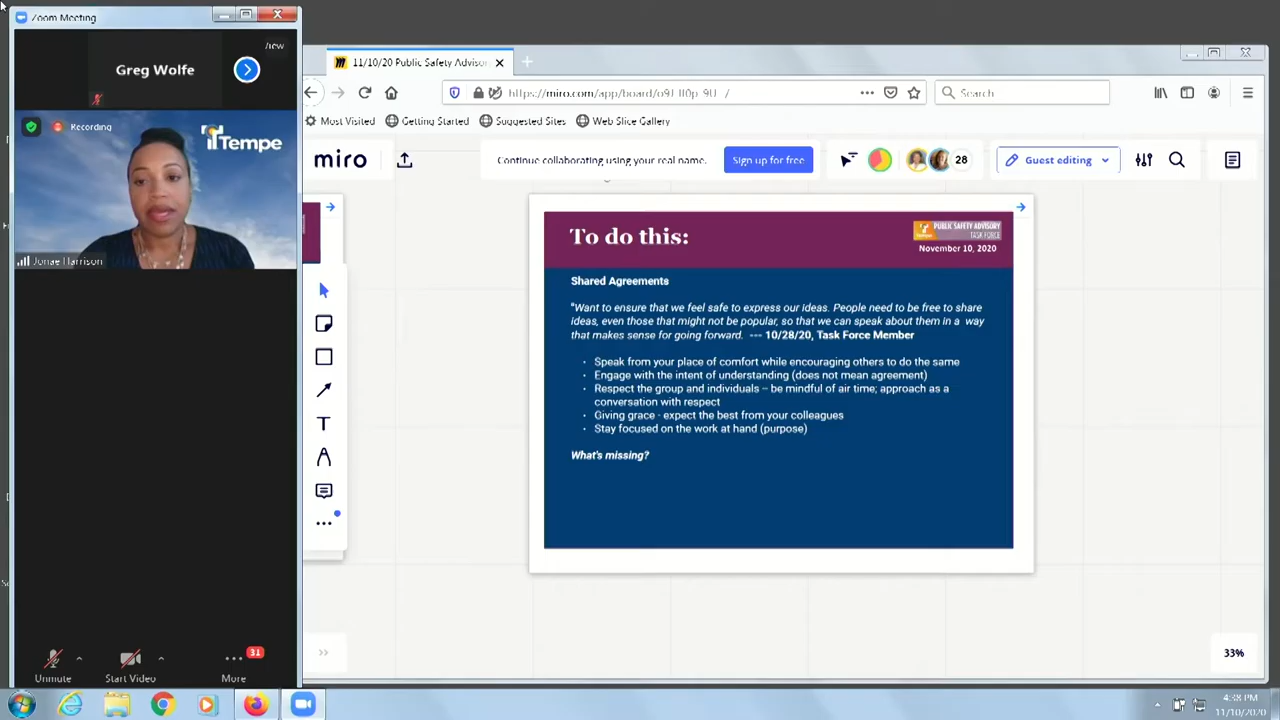 Zoom Meeting
Greg Wolfe
Recording
Tempe
Jonae Harrison
Unmute
Start Video
31
More
11/10/20 Public Safety Advisor
Search
Most Visited
Getting Started
Suggested Sites
Web Slice Gallery
miro
Continue collaborating using your real name.
Sign up for free
28
Guest editing
To do this:
PUBLIC SAFETY ADVISORY
TASK FORCE
November 10, 2020
Shared Agreements
"Want to ensure that we feel safe to express our ideas. People need to be free to share
ideas, even those that might not be popular, so that we can speak about them in a way
that makes sense for going forward. --- 10/28/20, Task Force Member
· Speak from your place of comfort while encouraging others to do the same
· Engage with the intent of understanding (does not mean agreement)
· Respect the group and individuals – be mindful of air time; approach as a
conversation with respect
· Giving grace - expect the best from your colleagues
· Stay focused on the work at hand (purpose)
What's missing?
33%
4:38 PM
11/10/2020